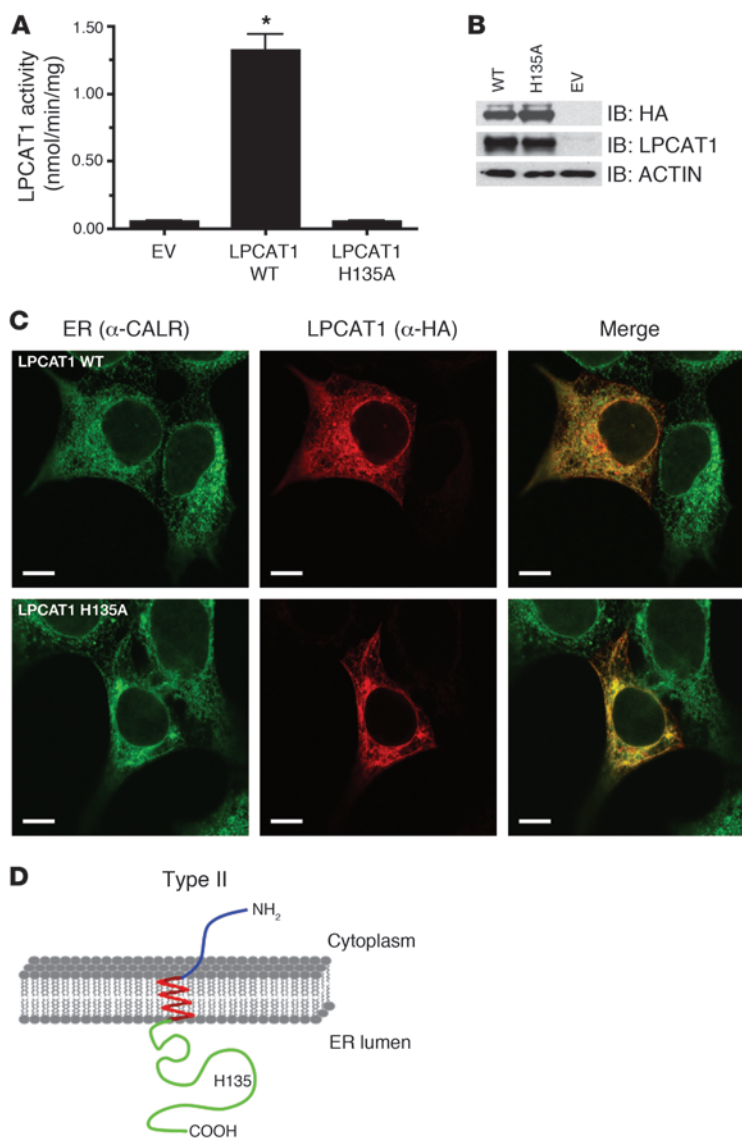 A
LPCAT1 activity
(nmol/min/mg)
1.50
1.00
0.50
0.00
*
EV
LPCAT1
WT
LPCAT1
H135A
B
WT
H135A
EV
IB: HA
IB: LPCAT1
IB: ACTIN
C
ER (α-CALR)
LPCAT1 (α-HA)
Merge
LPCAT1 WT
LPCAT1 H135A
D
Type II
NH₂
Cytoplasm
ER lumen
H135
COOH